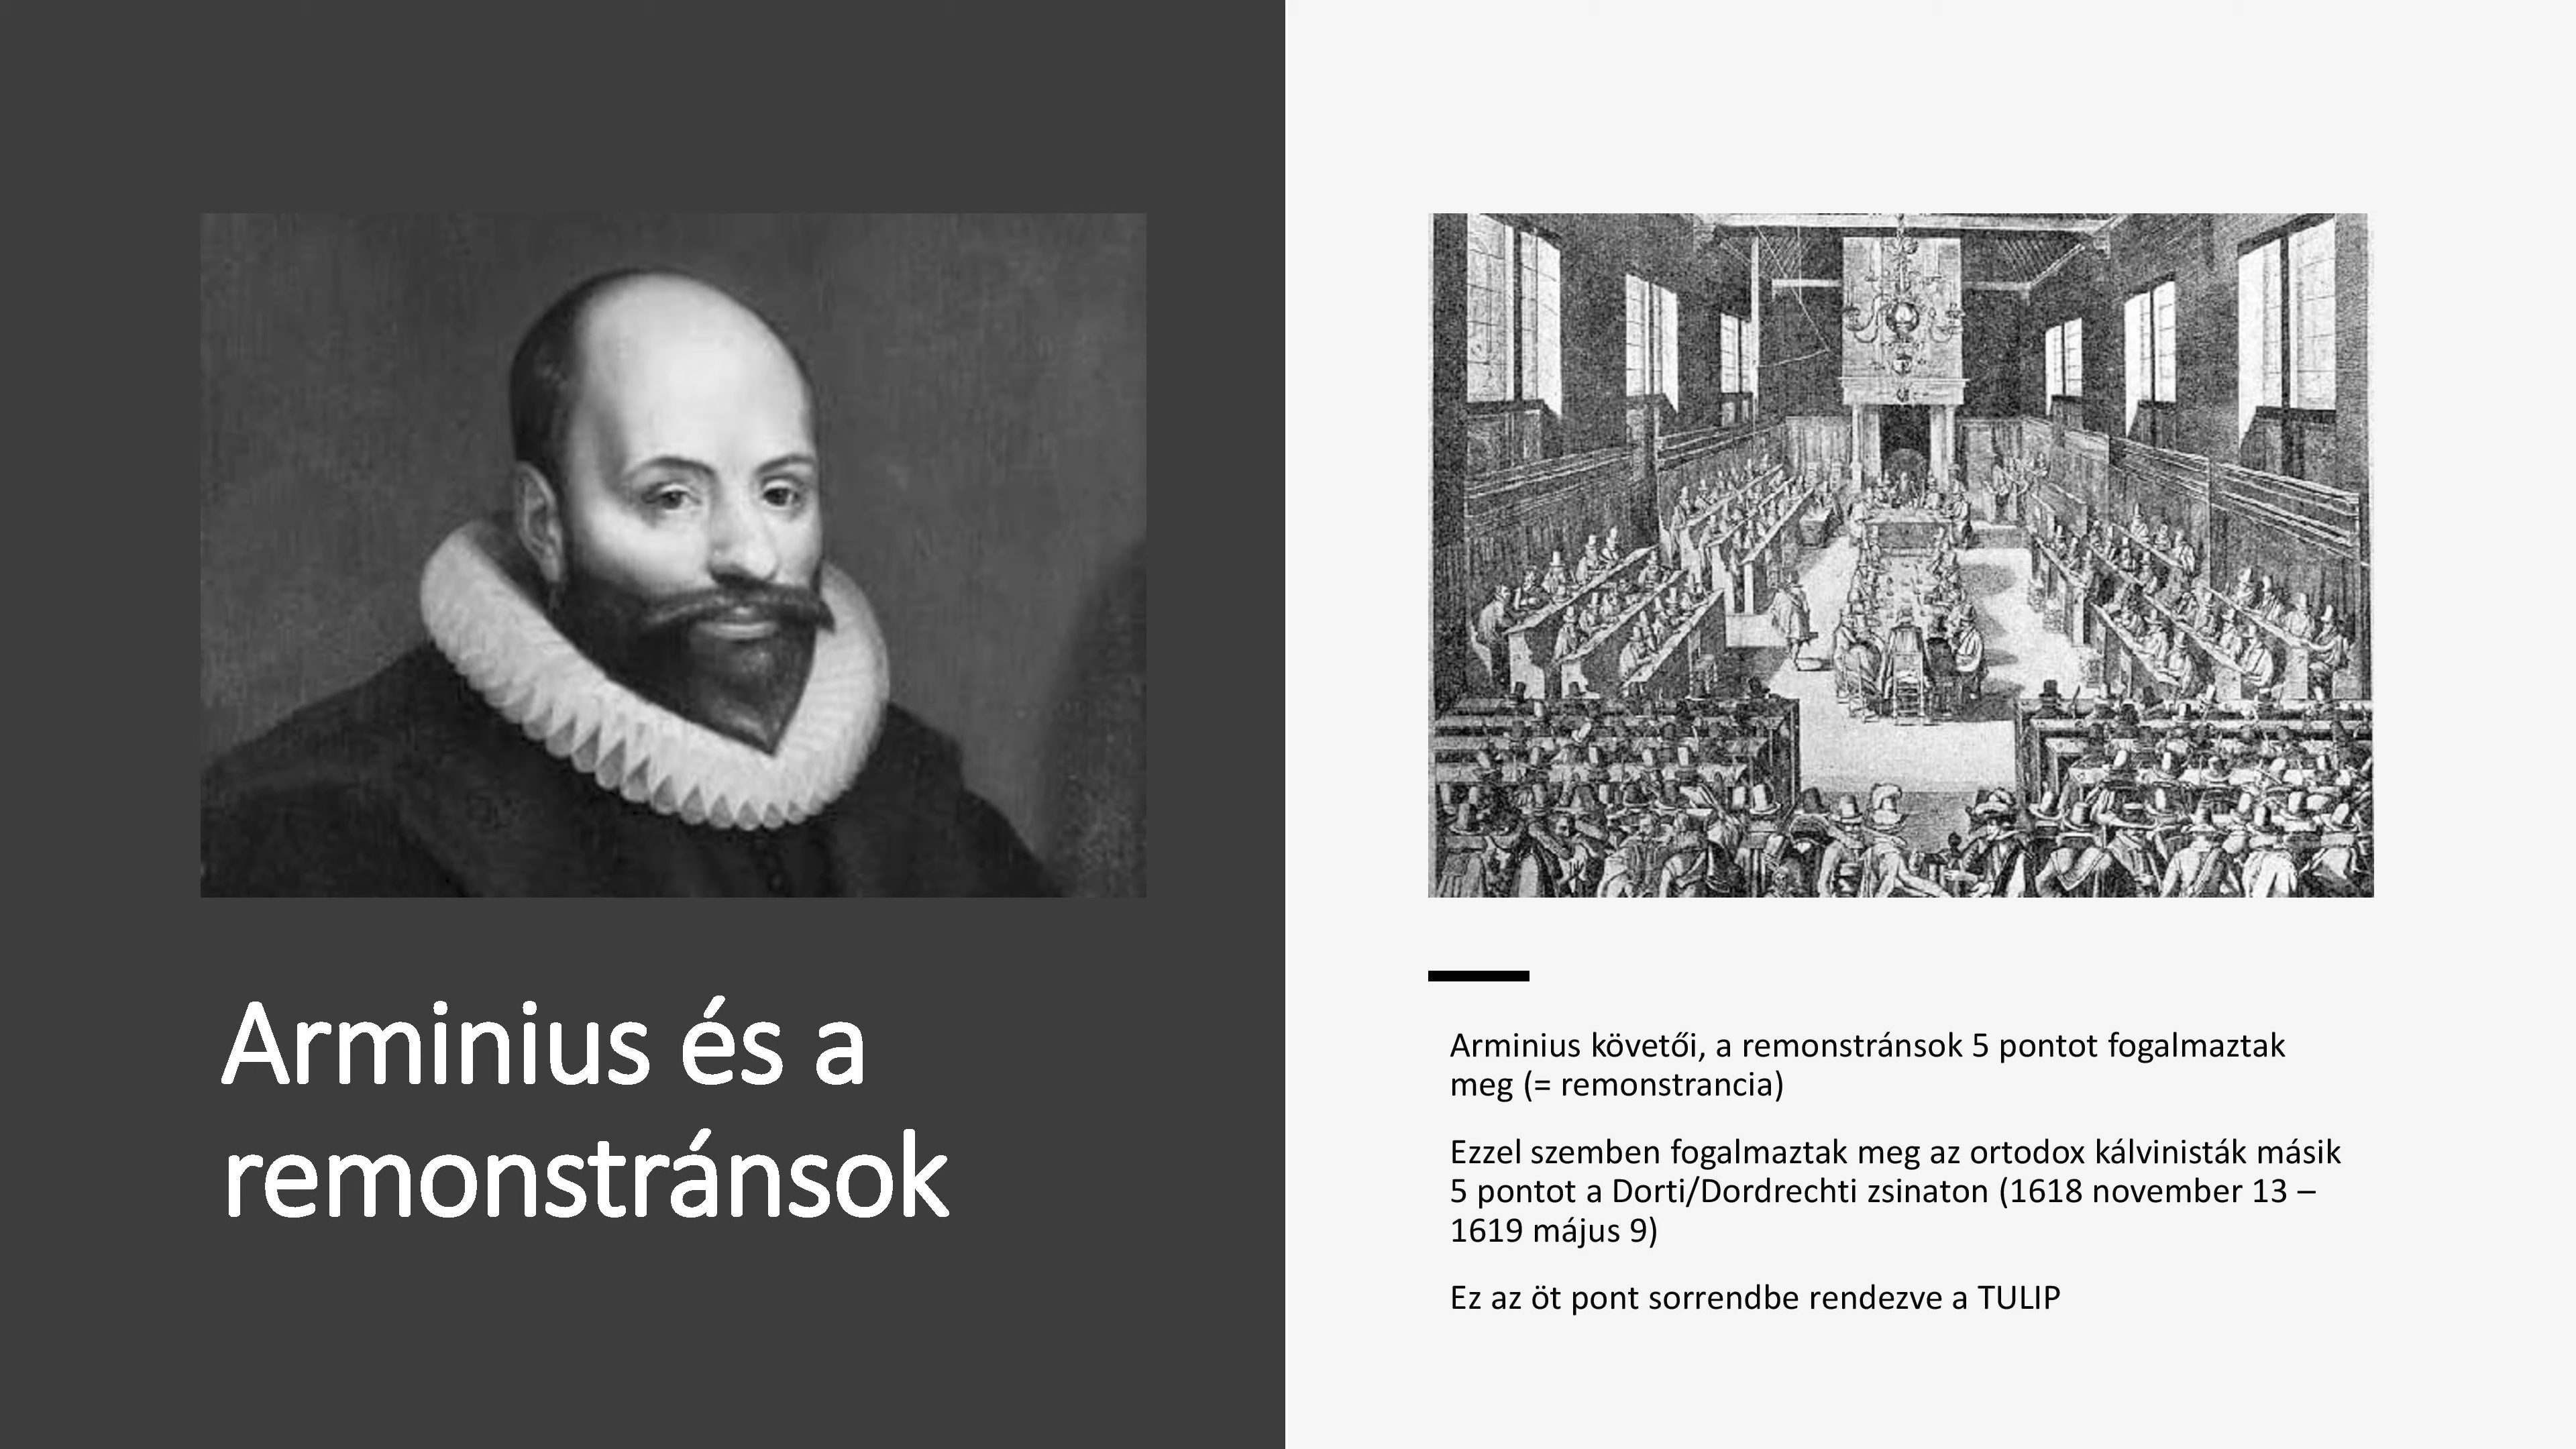 Arminius és a
remonstránsok
Arminius követői, a remonstránsok 5 pontot fogalmaztak
meg (= remonstrancia)
Ezzel szemben fogalmaztak meg az ortodox kálvinisták másik
5 pontot a Dorti/Dordrechti zsinaton (1618 november 13 –
1619 május 9)
Ez az öt pont sorrendbe rendezve a TULIP